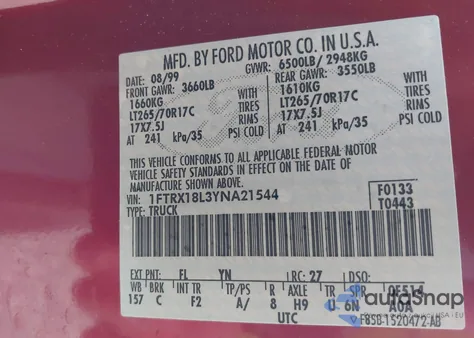 MFD. BY FORD MOTOR CO. IN U.S.A.
DATE: 08/99 GVWR: 6500LB/ 2948KG
FRONT GAWR: 3660LB REAR GAWR: 3550LB
1660KG WITH 1610KG WITH
LT265/70R17C TIRES LT265/70R17C TIRES
17X7.5J RIMS 17X7.5J RIMS
AT 241 kPa/35 PSI COLD AT 241 kPa/35 PSI COLD
THIS VEHICLE CONFORMS TO ALL APPLICABLE FEDERAL MOTOR
VEHICLE SAFETY STANDARDS IN EFFECT ON THE DATE OF
MANUFACTURE SHOWN ABOVE.
VIN: 1FTRX18L3YNA21544 F0133
TYPE: TRUCK T0443
EXT PNT: FL YN RC: 27 DSO:
WB BRK INT TR TP/PS R AXLE TR SPR 0F514
157 C F2 A/ 8 H9 U 6N A0A
UTC F85B-1520472-AB
autosnap